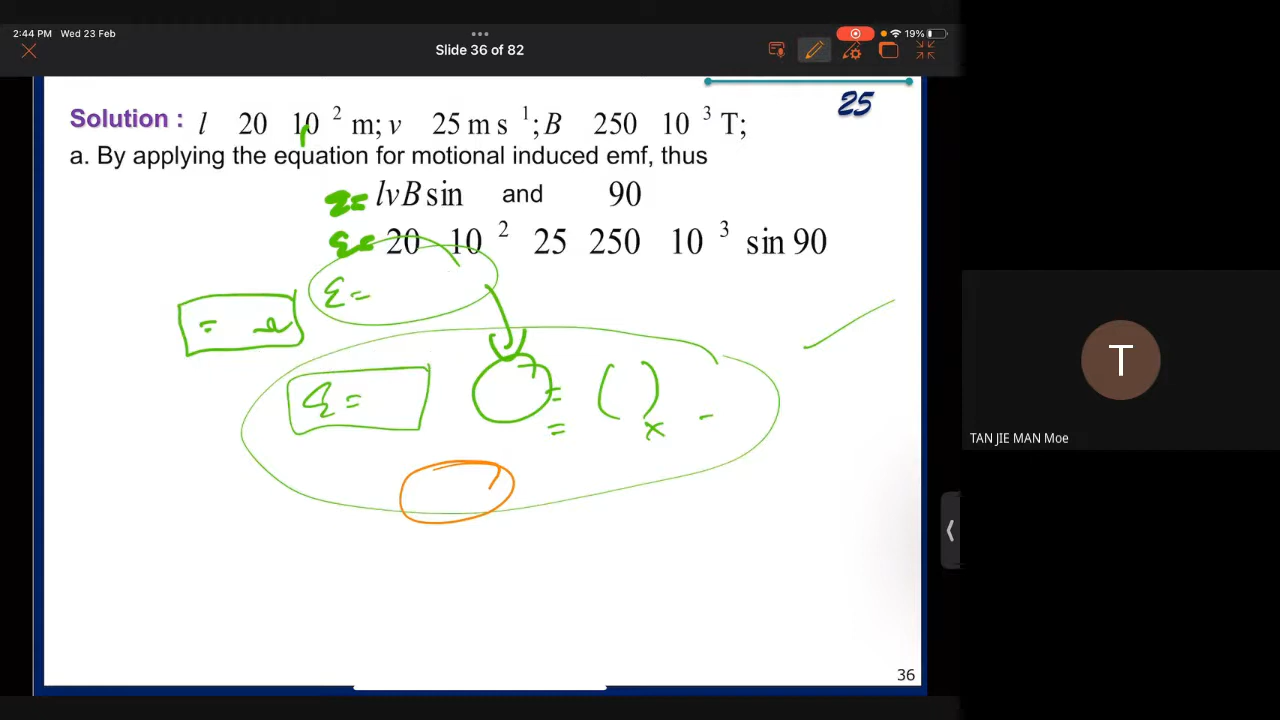 2:44 PM Wed 23 Feb
19%
Slide 36 of 82
25
Solution : l 20 10 2 m; v 25 m s 1; B 250 10 3 T;
a. By applying the equation for motional induced emf, thus
ε= lvB sin and 90
ε= 20 10 2 25 250 10 3 sin 90
ε =
=
ε = = ( )
= x -
T
TAN JIE MAN Moe
36